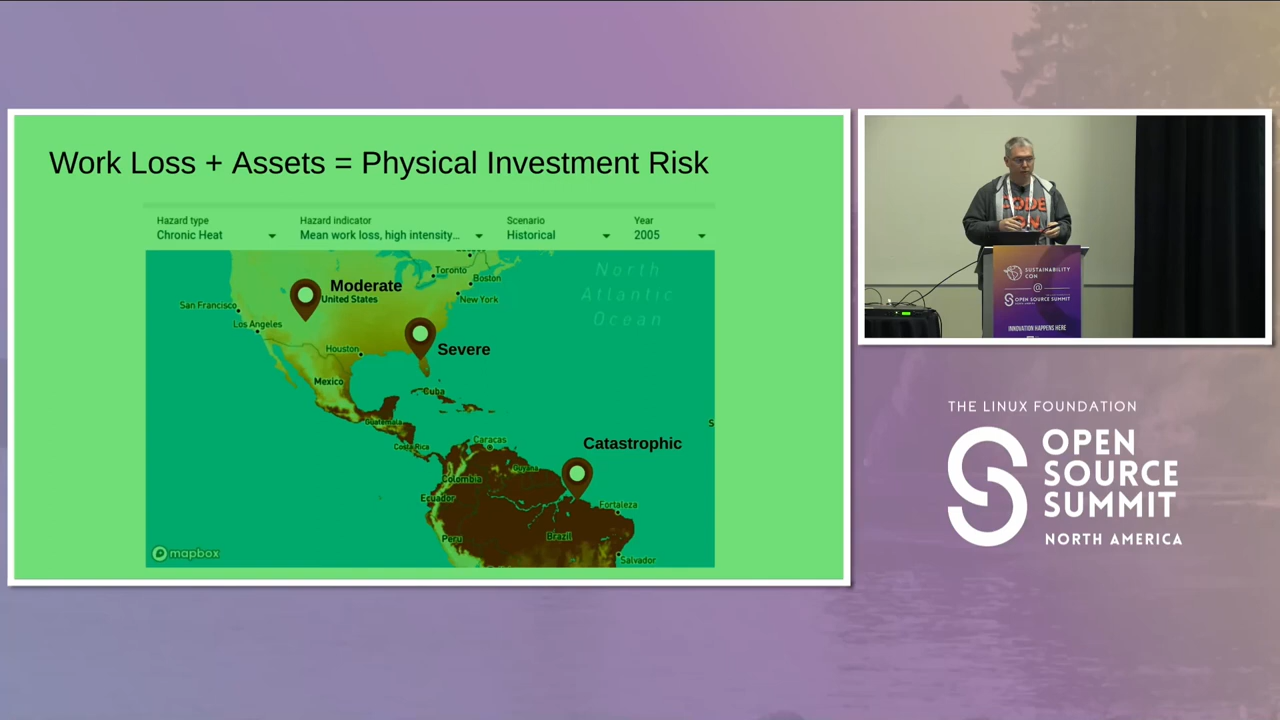 Work Loss + Assets = Physical Investment Risk
Hazard type
Chronic Heat
Hazard indicator
Mean work loss, high intensity...
Scenario
Historical
Year
2005
Toronto
Boston
New York
North
Atlantic
Ocean
Moderate
United States
San Francisco
Los Angeles
Severe
Houston
Mexico
Cuba
Guatemala
Costa Rica
Caracas
Catastrophic
Guyana
Colombia
Ecuador
Fortaleza
Peru
Brazil
Salvador
S
mapbox
CODE
SUSTAINABILITY
CON
@
OPEN SOURCE SUMMIT
INNOVATION HAPPENS HERE
THE LINUX FOUNDATION
OPEN
SOURCE
SUMMIT
NORTH AMERICA